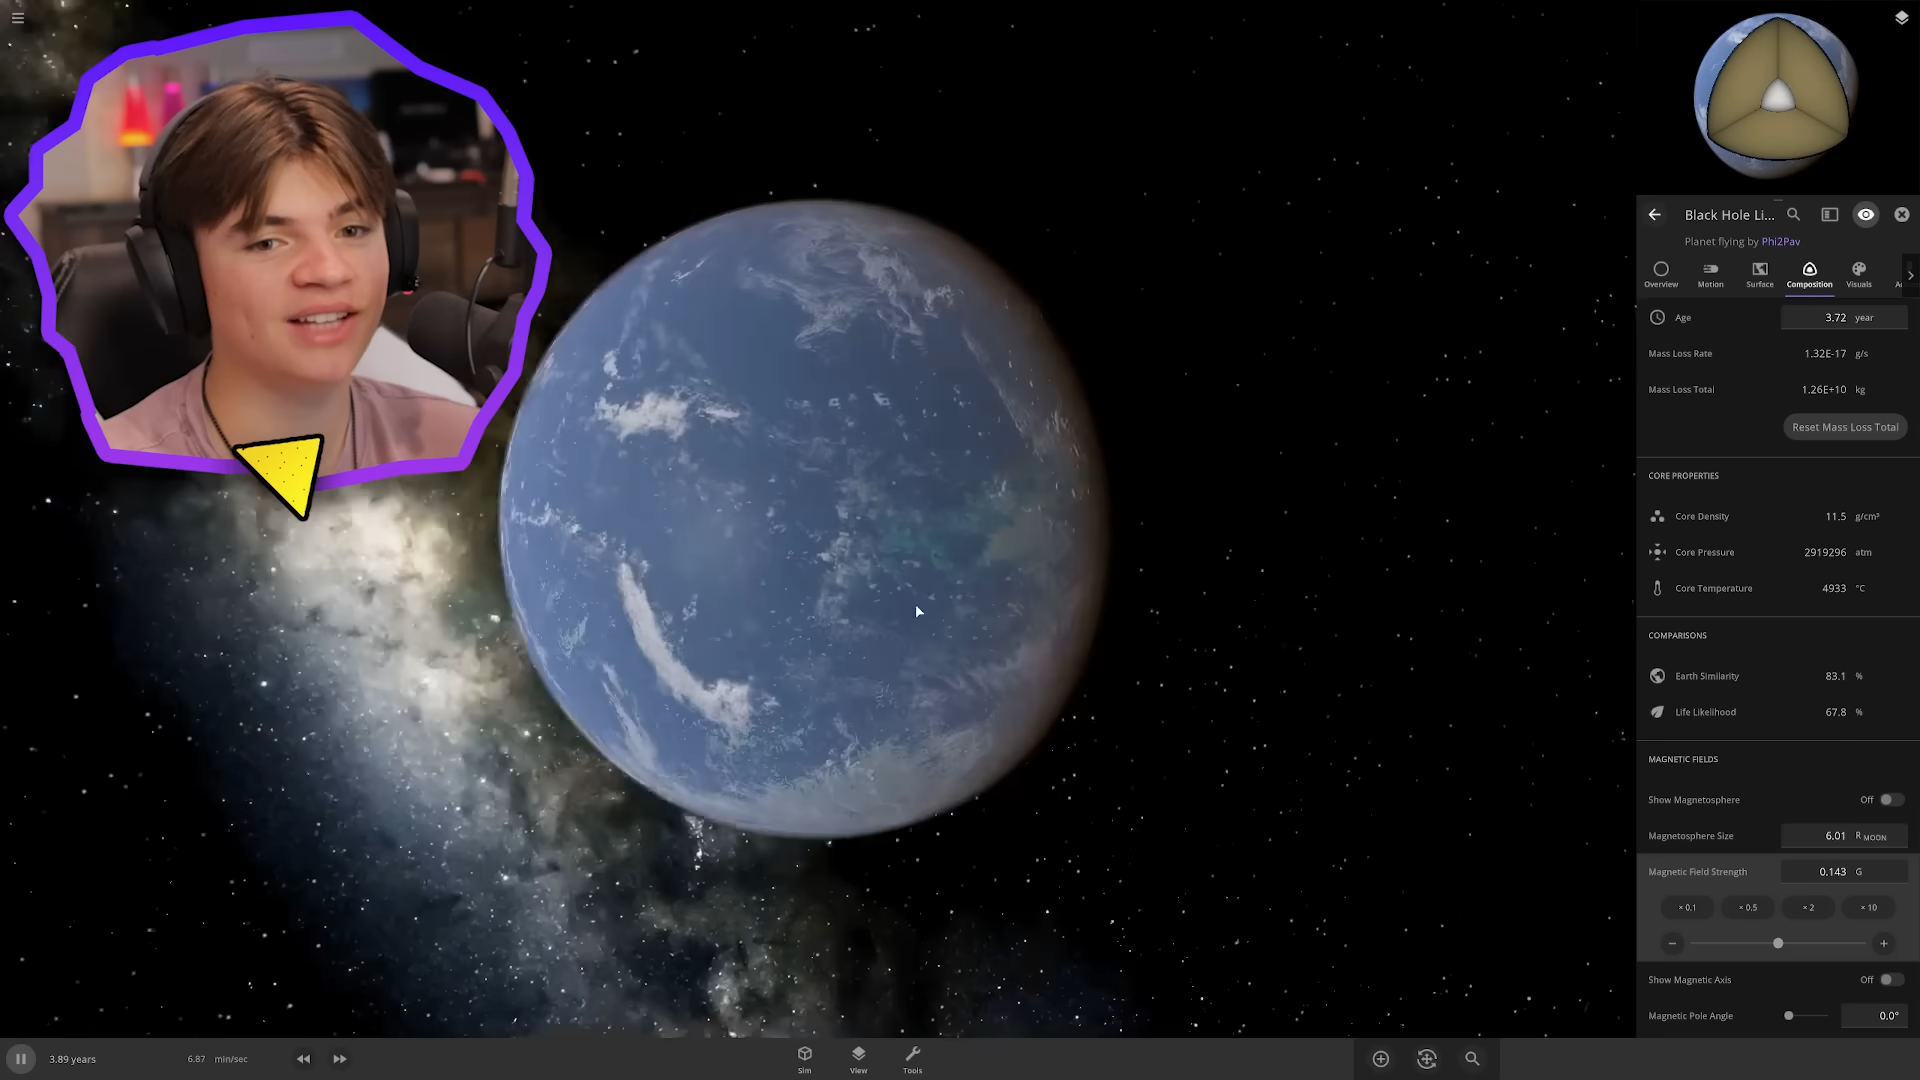 Black Hole Li...
Planet flying by Phi2Pav
Overview Motion Surface Composition Visuals A
Age 3.72 year
Mass Loss Rate 1.32E-17 g/s
Mass Loss Total 1.26E+10 kg
Reset Mass Loss Total
CORE PROPERTIES
Core Density 11.5 g/cm³
Core Pressure 2919296 atm
Core Temperature 4933 °C
COMPARISONS
Earth Similarity 83.1 %
Life Likelihood 67.8 %
MAGNETIC FIELDS
Show Magnetosphere Off
Magnetosphere Size 6.01 R MOON
Magnetic Field Strength 0.143 G
× 0.1 × 0.5 × 2 × 10
Show Magnetic Axis Off
Magnetic Pole Angle 0.0°
3.89 years 6.87 min/sec
Sim View Tools